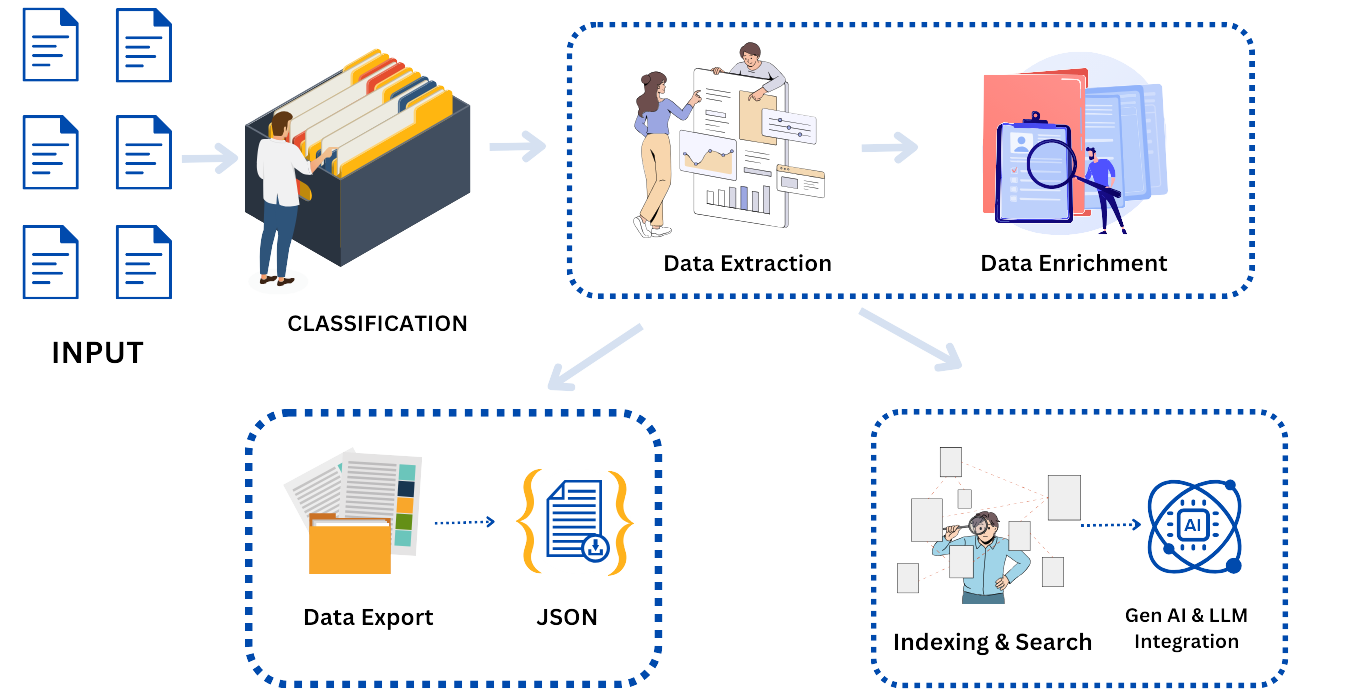 INPUT
CLASSIFICATION
Data Extraction
Data Enrichment
Data Export
JSON
Indexing & Search
AI
Gen AI & LLM
Integration